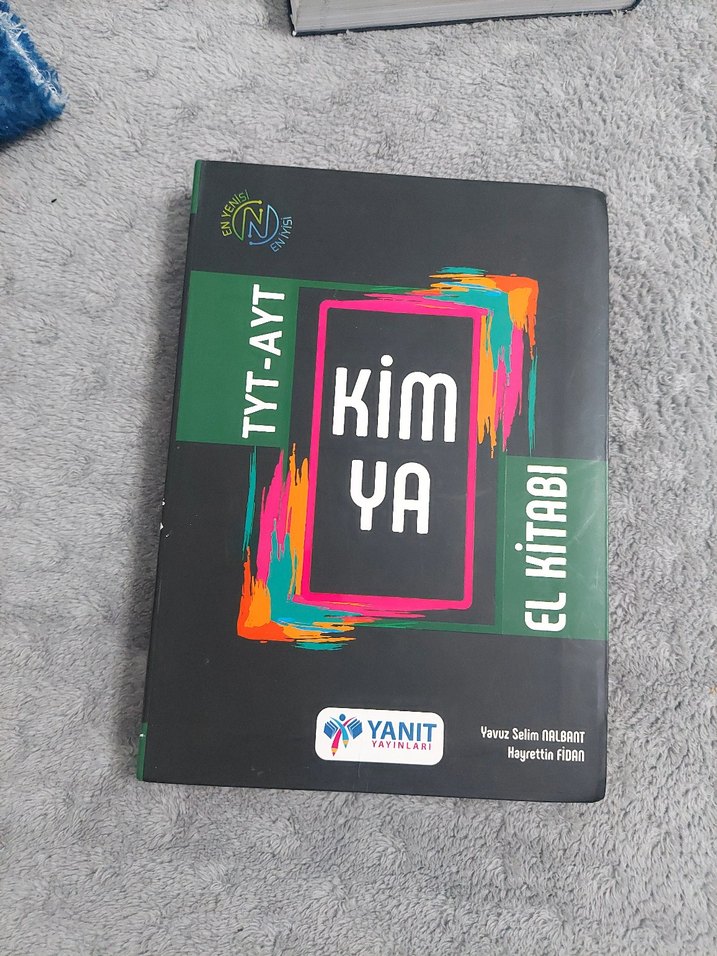 EN YENİSİ
EN İYİSİ
TYT-AYT
KİM
YA
EL KİTABI
YANIT
YAYINLARI
Yavuz Selim NALBANT
Hayrettin FİDAN